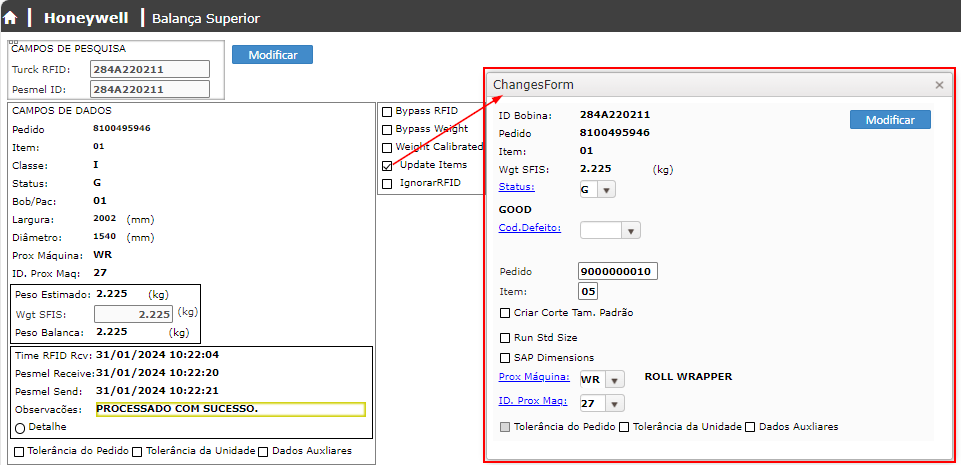 Honeywell Balança Superior
CAMPOS DE PESQUISA
Turck RFID: 284A220211
Pesmel ID: 284A220211
Modificar
CAMPOS DE DADOS
Pedido 8100495946
Item: 01
Classe: I
Status: G
Bob/Pac: 01
Largura: 2002 (mm)
Diâmetro: 1540 (mm)
Prox Máquina: WR
ID. Prox Maq: 27
Peso Estimado: 2.225 (kg)
Wgt SFIS: 2.225 (kg)
Peso Balanca: 2.225 (kg)
Time RFID Rcv: 31/01/2024 10:22:04
Pesmel Receive: 31/01/2024 10:22:20
Pesmel Send: 31/01/2024 10:22:21
Observacões: PROCESSADO COM SUCESSO.
Detalhe
Tolerância do Pedido Tolerância da Unidade Dados Auxliares
Bypass RFID
Bypass Weight
Weight Calibrated
Update Items
IgnorarRFID
ChangesForm ×
ID Bobina: 284A220211
Modificar
Pedido 8100495946
Item: 01
Wgt SFIS: 2.225 (kg)
Status: G
GOOD
Cod.Defeito:
Pedido 9000000010
Item: 05
Criar Corte Tam. Padrão
Run Std Size
SAP Dimensions
Prox Máquina: WR ROLL WRAPPER
ID. Prox Maq: 27
Tolerância do Pedido Tolerância da Unidade Dados Auxliares